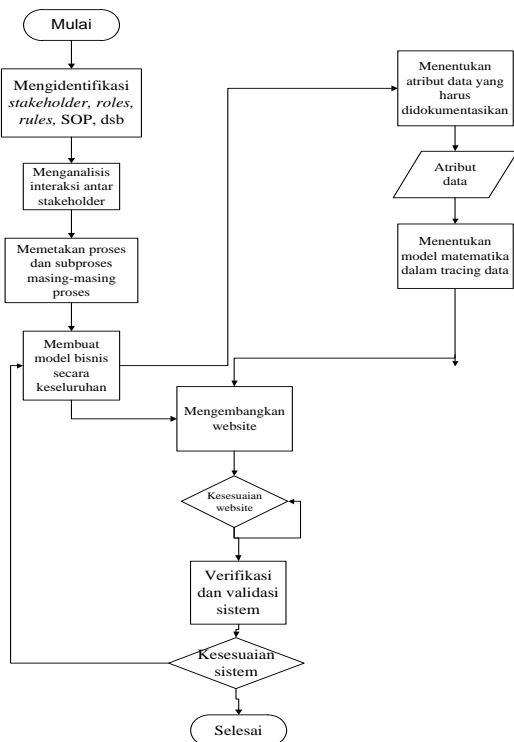 Mulai
Mengidentifikasi
stakeholder, roles,
rules, SOP, dsb
Menganalisis
interaksi antar
stakeholder
Memetakan proses
dan subproses
masing-masing
proses
Membuat
model bisnis
secara
keseluruhan
Menentukan
atribut data yang
harus
didokumentasikan
Atribut
data
Menentukan
model matematika
dalam tracing data
Mengembangkan
website
Kesesuaian
website
Verifikasi
dan validasi
sistem
Kesesuaian
sistem
Selesai